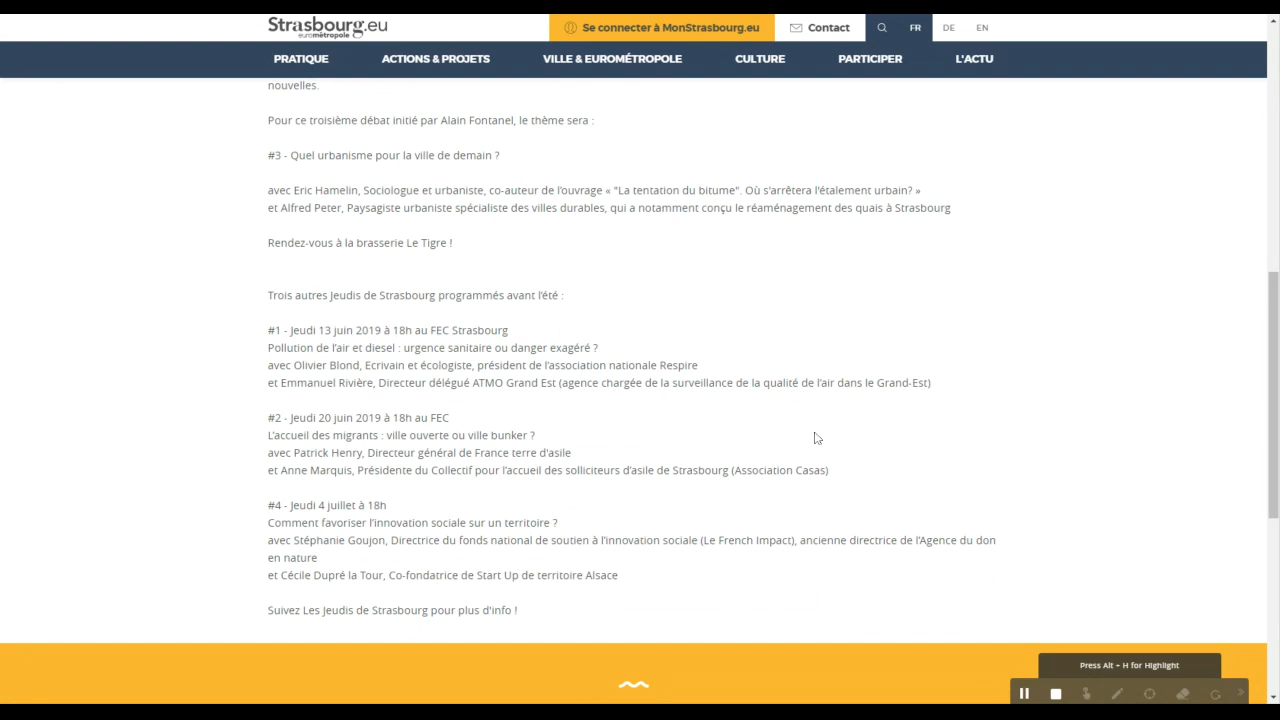 Strasbourg.eu
eurométropole
Se connecter à MonStrasbourg.eu
Contact
FR
DE
EN
PRATIQUE
ACTIONS & PROJETS
VILLE & EUROMÉTROPOLE
CULTURE
PARTICIPER
L'ACTU
nouvelles.
Pour ce troisième débat initié par Alain Fontanel, le thème sera :
#3 - Quel urbanisme pour la ville de demain ?
avec Eric Hamelin, Sociologue et urbaniste, co-auteur de l'ouvrage « "La tentation du bitume". Où s'arrêtera l'étalement urbain? »
et Alfred Peter, Paysagiste urbaniste spécialiste des villes durables, qui a notamment conçu le réaménagement des quais à Strasbourg
Rendez-vous à la brasserie Le Tigre !
Trois autres Jeudis de Strasbourg programmés avant l'été :
#1 - Jeudi 13 juin 2019 à 18h au FEC Strasbourg
Pollution de l'air et diesel : urgence sanitaire ou danger exagéré ?
avec Olivier Blond, Ecrivain et écologiste, président de l'association nationale Respire
et Emmanuel Rivière, Directeur délégué ATMO Grand Est (agence chargée de la surveillance de la qualité de l'air dans le Grand-Est)
#2 - Jeudi 20 juin 2019 à 18h au FEC
L'accueil des migrants : ville ouverte ou ville bunker ?
avec Patrick Henry, Directeur général de France terre d'asile
et Anne Marquis, Présidente du Collectif pour l'accueil des solliciteurs d'asile de Strasbourg (Association Casas)
#4 - Jeudi 4 juillet à 18h
Comment favoriser l'innovation sociale sur un territoire ?
avec Stéphanie Goujon, Directrice du fonds national de soutien à l'innovation sociale (Le French Impact), ancienne directrice de l'Agence du don
en nature
et Cécile Dupré la Tour, Co-fondatrice de Start Up de territoire Alsace
Suivez Les Jeudis de Strasbourg pour plus d'info !
Press Alt + H for Highlight